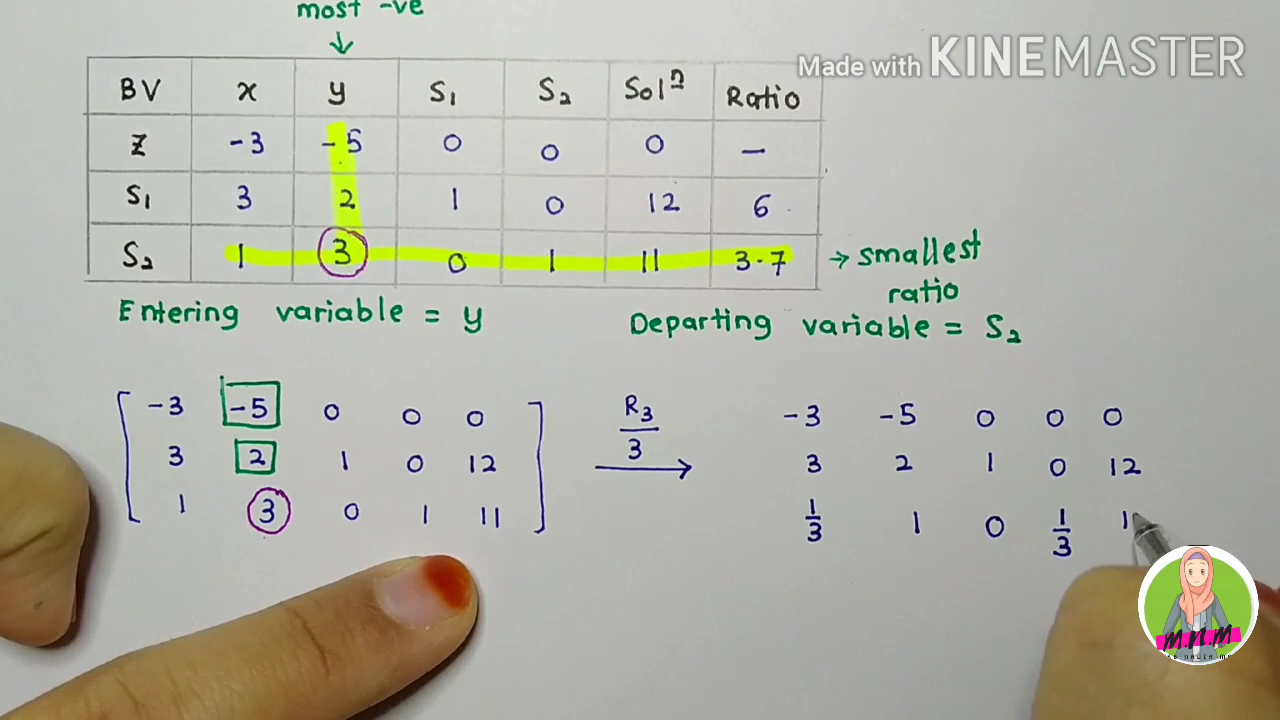 most -ve
↓
Made with KINEMASTER
BV x y S₁ S₂ Solⁿ Ratio
Z -3 -5 0 0 0 —
S₁ 3 2 1 0 12 6
S₂ 1 3 0 1 11 3.7
→ smallest
ratio
Entering variable = y
Departing variable = S₂
-3 -5 0 0 0
3 2 1 0 12
1 3 0 1 11
R₃
3
-3 -5 0 0 0
3 2 1 0 12
1/3 1 0 1/3 1
M.N.M